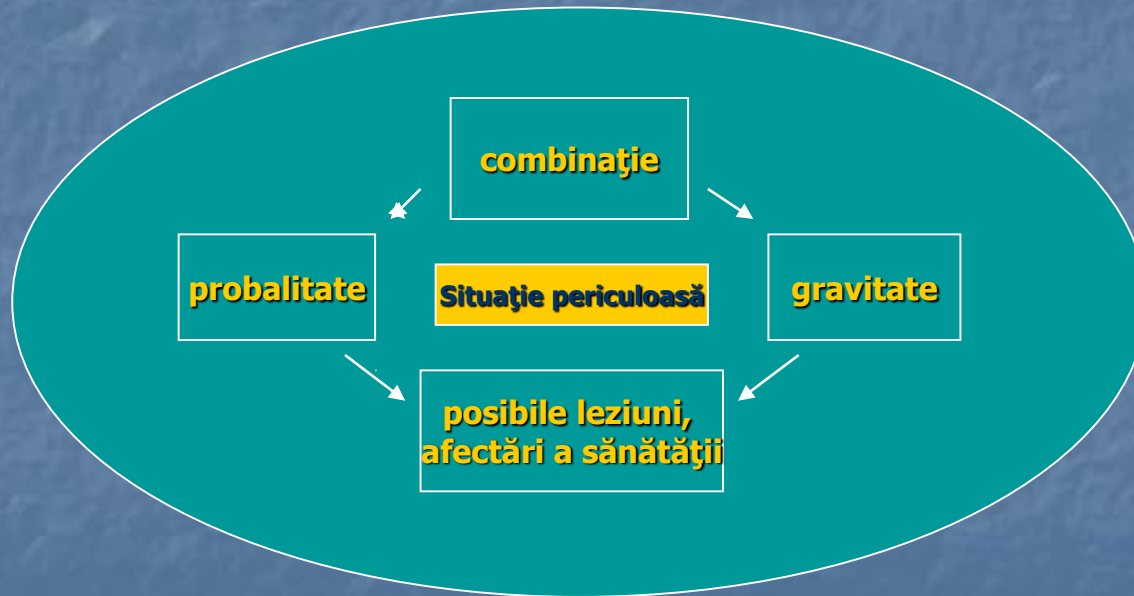 combinaţie
probalitate
Situaţie periculoasă
gravitate
posibile leziuni,
afectări a sănătăţii